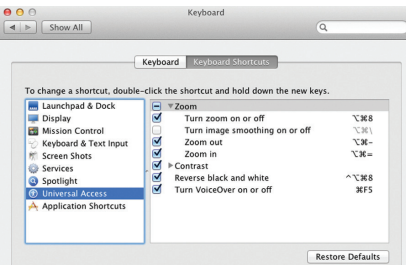 Keyboard
Show All
Keyboard Keyboard Shortcuts
To change a shortcut, double-click the shortcut and hold down the new keys.
Launchpad & Dock
Display
Mission Control
Keyboard & Text Input
Screen Shots
Services
Spotlight
Universal Access
Application Shortcuts
Zoom
Turn zoom on or off ⌥⌘8
Turn image smoothing on or off ⌥⌘\
Zoom out ⌥⌘-
Zoom in ⌥⌘=
Contrast
Reverse black and white ^⌥⌘8
Turn VoiceOver on or off ⌘F5
Restore Defaults